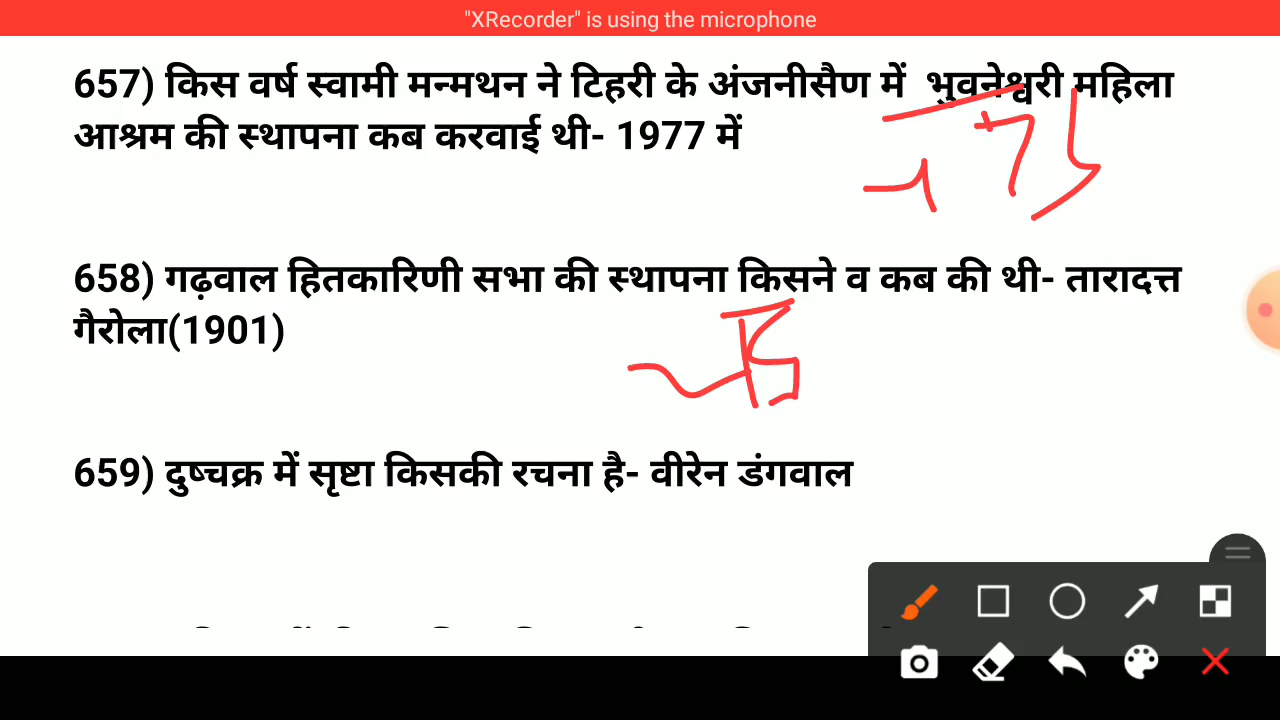 "XRecorder" is using the microphone
657) किस वर्ष स्वामी मन्मथन ने टिहरी के अंजनीसैण में भुवनेश्वरी महिला
आश्रम की स्थापना कब करवाई थी- 1977 में
658) गढ़वाल हितकारिणी सभा की स्थापना किसने व कब की थी- तारादत्त
गैरोला(1901)
659) दुष्चक्र में सृष्टा किसकी रचना है- वीरेन डंगवाल